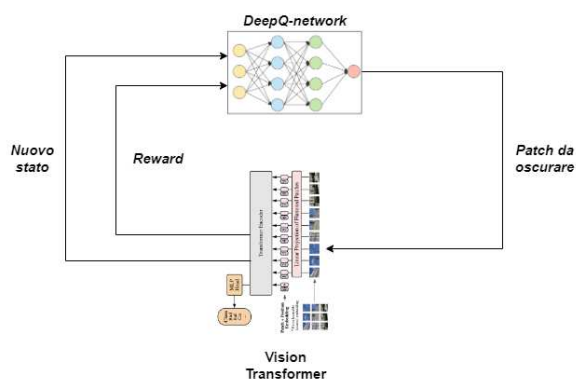 DeepQ-network
Nuovo
stato
Reward
Patch da
oscurare
Transformer Encoder
Linear Projection of Flattened Patches
MLP
Head
Vision
Transformer